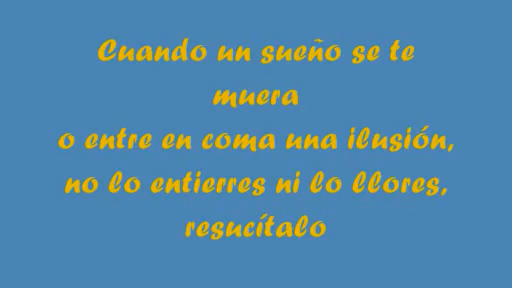 Cuando un sueño se te
muera
o entre en coma una ilusión,
no lo entierres ni lo llores,
resucítalo